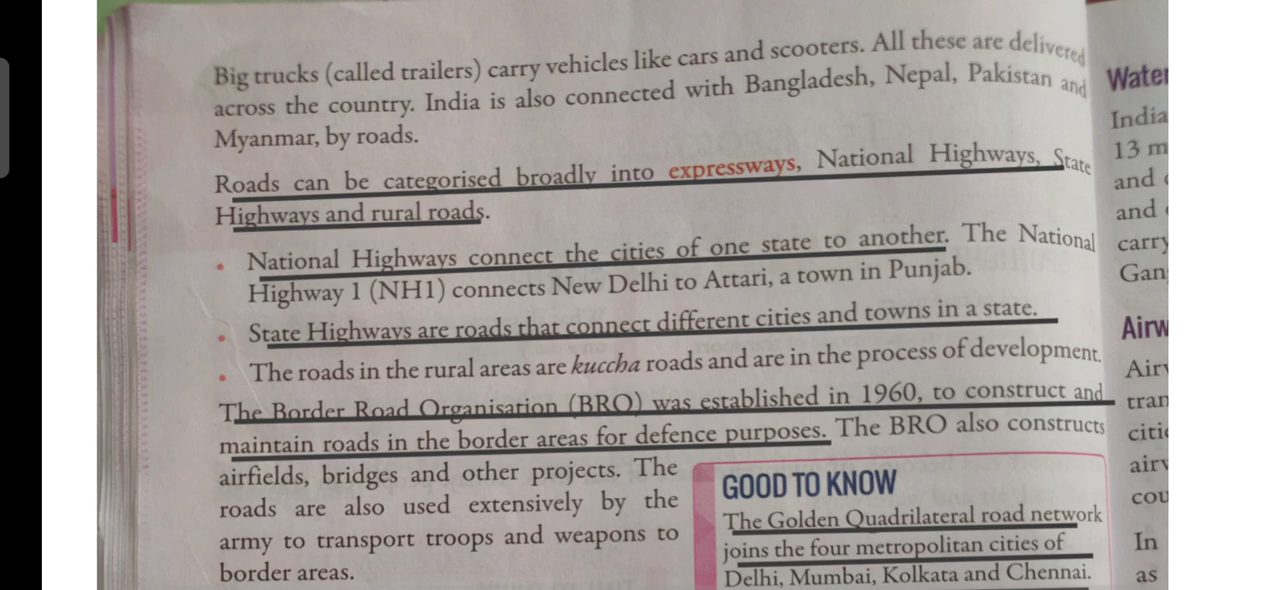 Big trucks (called trailers) carry vehicles like cars and scooters. All these are delivered
across the country. India is also connected with Bangladesh, Nepal, Pakistan and
Myanmar, by roads.
Roads can be categorised broadly into expressways, National Highways, State
Highways and rural roads.
• National Highways connect the cities of one state to another. The National
Highway 1 (NH1) connects New Delhi to Attari, a town in Punjab.
• State Highways are roads that connect different cities and towns in a state.
• The roads in the rural areas are kuccha roads and are in the process of development.
The Border Road Organisation (BRO) was established in 1960, to construct and
maintain roads in the border areas for defence purposes. The BRO also constructs
airfields, bridges and other projects. The
roads are also used extensively by the
army to transport troops and weapons to
border areas.
GOOD TO KNOW
The Golden Quadrilateral road network
joins the four metropolitan cities of
Delhi, Mumbai, Kolkata and Chennai.
Water
India
13 m
and
and
carry
Gan
Airw
Airw
tran
citi
airw
cou
In
as